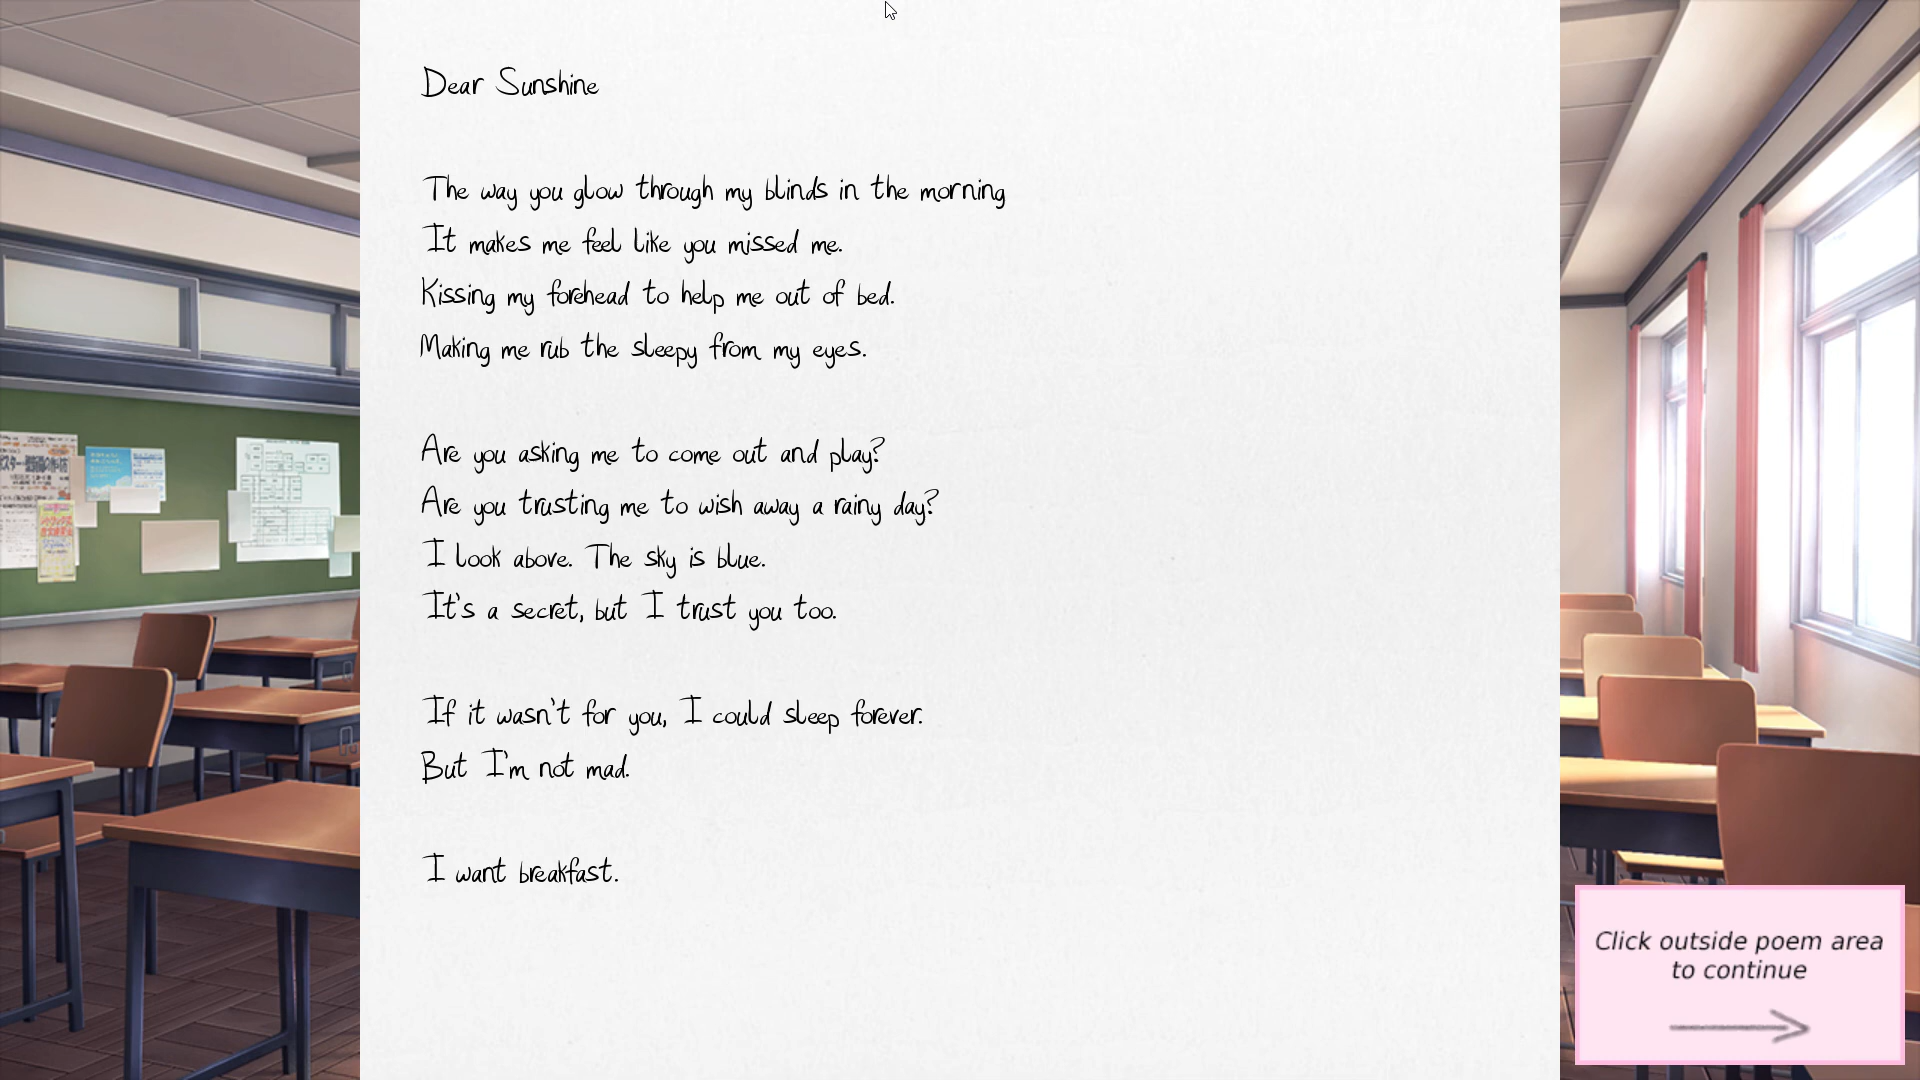 Dear Sunshine
The way you glow through my blinds in the morning
It makes me feel like you missed me.
Kissing my forehead to help me out of bed.
Making me rub the sleepy from my eyes.
Are you asking me to come out and play?
Are you trusting me to wish away a rainy day?
I look above. The sky is blue.
It's a secret, but I trust you too.
If it wasn't for you, I could sleep forever.
But I'm not mad.
I want breakfast.
Click outside poem area
to continue